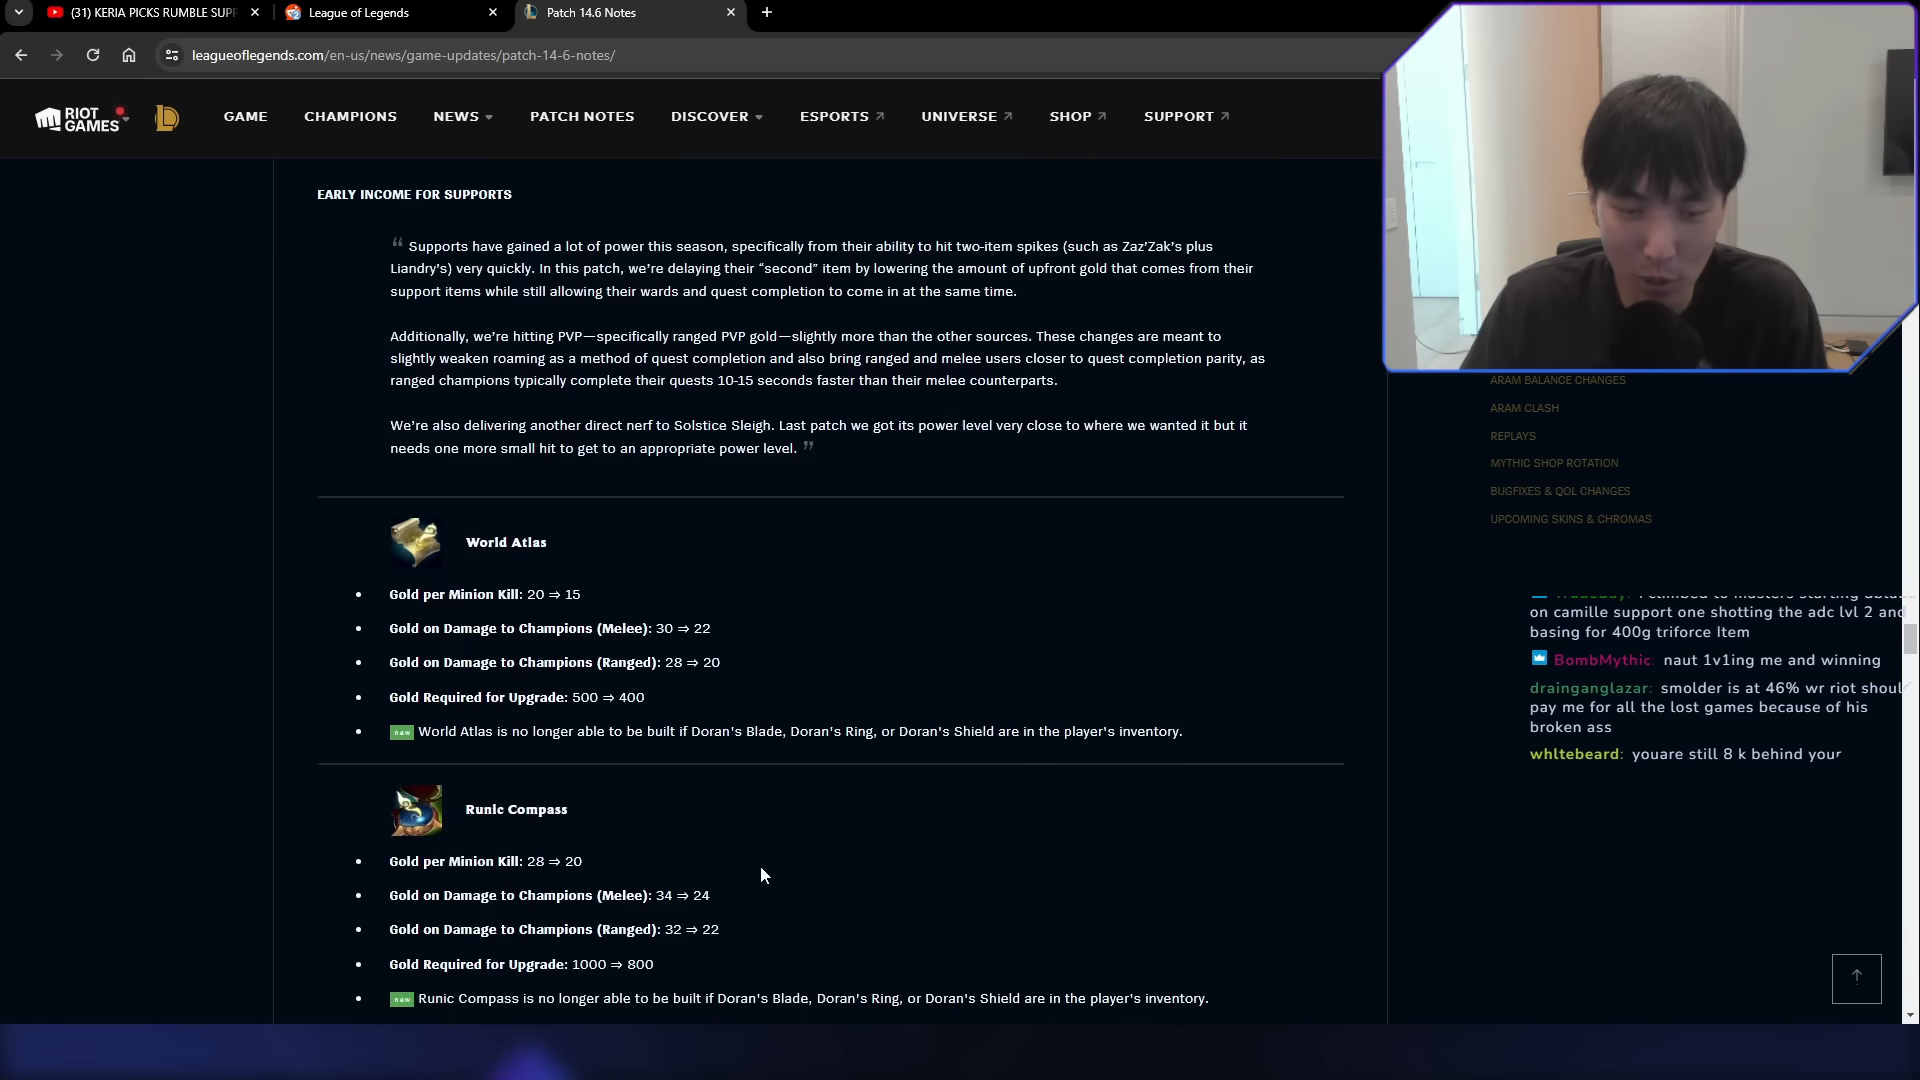 (31) KERIA PICKS RUMBLE SUPP
League of Legends
Patch 14.6 Notes
leagueoflegends.com/en-us/news/game-updates/patch-14-6-notes/
RIOT GAMES
GAME
CHAMPIONS
NEWS
PATCH NOTES
DISCOVER
ESPORTS
UNIVERSE
SHOP
SUPPORT
EARLY INCOME FOR SUPPORTS
“ Supports have gained a lot of power this season, specifically from their ability to hit two-item spikes (such as Zaz’Zak’s plus
Liandry’s) very quickly. In this patch, we’re delaying their “second” item by lowering the amount of upfront gold that comes from their
support items while still allowing their wards and quest completion to come in at the same time.
Additionally, we’re hitting PVP—specifically ranged PVP gold—slightly more than the other sources. These changes are meant to
slightly weaken roaming as a method of quest completion and also bring ranged and melee users closer to quest completion parity, as
ranged champions typically complete their quests 10-15 seconds faster than their melee counterparts.
We’re also delivering another direct nerf to Solstice Sleigh. Last patch we got its power level very close to where we wanted it but it
needs one more small hit to get to an appropriate power level. ”
World Atlas
• Gold per Minion Kill: 20 ⇒ 15
• Gold on Damage to Champions (Melee): 30 ⇒ 22
• Gold on Damage to Champions (Ranged): 28 ⇒ 20
• Gold Required for Upgrade: 500 ⇒ 400
• new World Atlas is no longer able to be built if Doran's Blade, Doran's Ring, or Doran's Shield are in the player's inventory.
Runic Compass
• Gold per Minion Kill: 28 ⇒ 20
• Gold on Damage to Champions (Melee): 34 ⇒ 24
• Gold on Damage to Champions (Ranged): 32 ⇒ 22
• Gold Required for Upgrade: 1000 ⇒ 800
• new Runic Compass is no longer able to be built if Doran's Blade, Doran's Ring, or Doran's Shield are in the player's inventory.
ARAM BALANCE CHANGES
ARAM CLASH
REPLAYS
MYTHIC SHOP ROTATION
BUGFIXES & QOL CHANGES
UPCOMING SKINS & CHROMAS
on camille support one shotting the adc lvl 2 and
basing for 400g triforce Item
BombMythic: naut 1v1ing me and winning
drainganglazar: smolder is at 46% wr riot shoul
pay me for all the lost games because of his
broken ass
whltebeard: youare still 8 k behind your